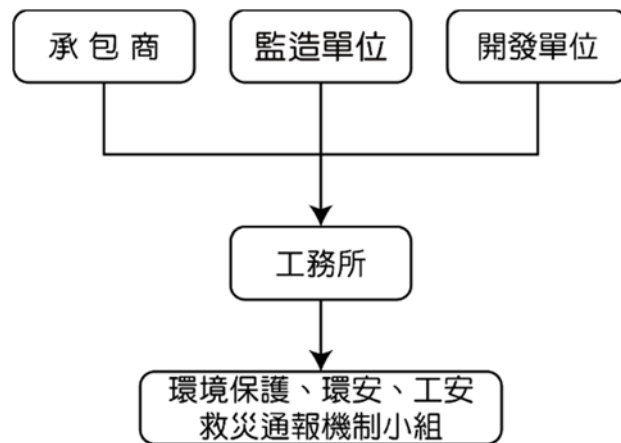 承包商
監造單位
開發單位
工務所
環境保護、環安、工安
救災通報機制小組